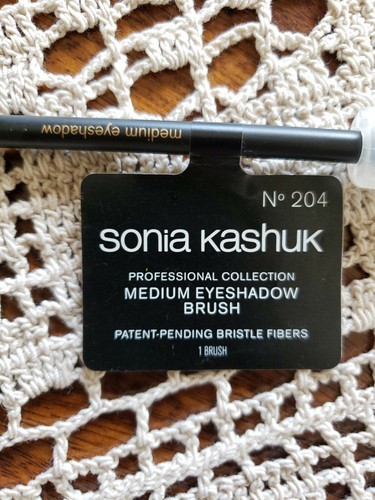 medium eyeshadow
Nº 204
sonia kashuk
PROFESSIONAL COLLECTION
MEDIUM EYESHADOW
BRUSH
PATENT-PENDING BRISTLE FIBERS
1 BRUSH